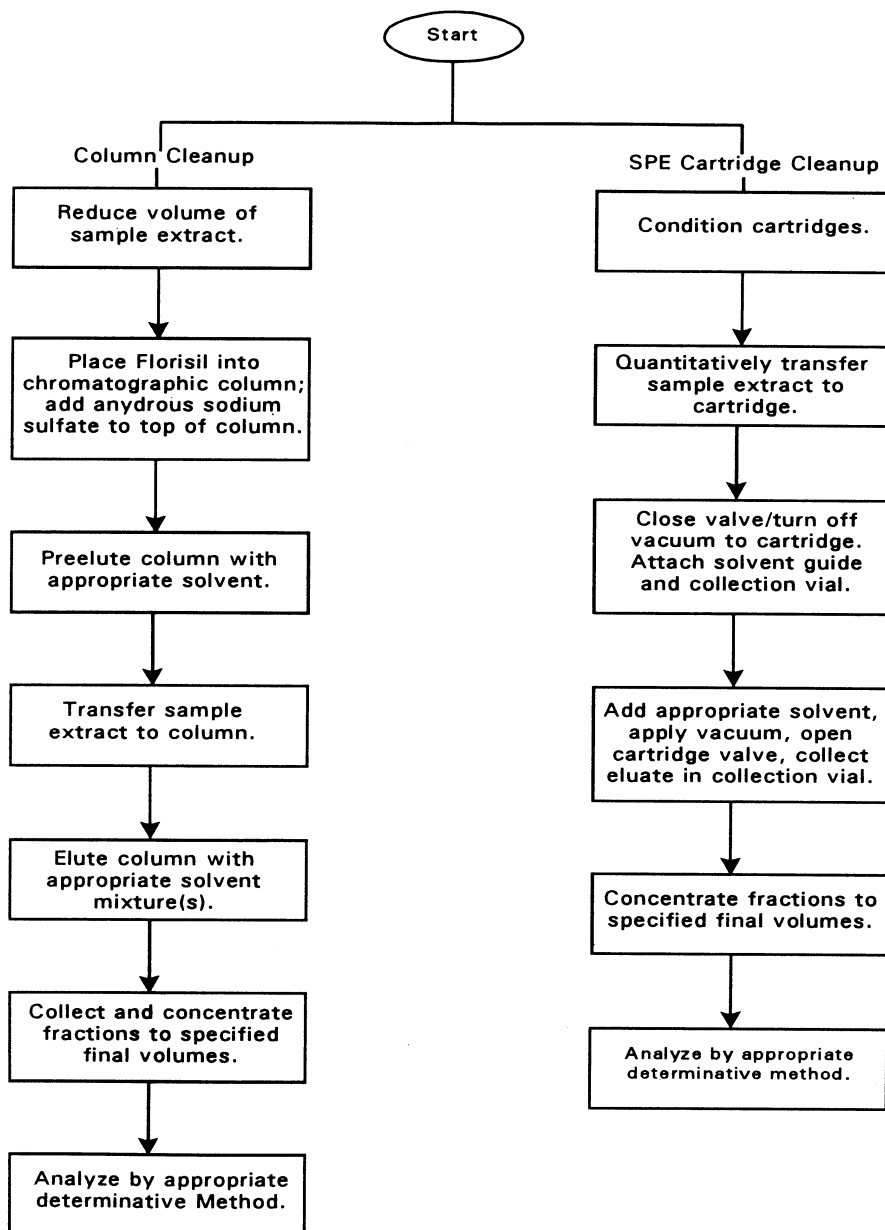 Start
Column Cleanup
Reduce volume of
sample extract.
Place Florisil into
chromatographic column;
add anydrous sodium
sulfate to top of column.
Preelute column with
appropriate solvent.
Transfer sample
extract to column.
Elute column with
appropriate solvent
mixture(s).
Collect and concentrate
fractions to specified
final volumes.
Analyze by appropriate
determinative Method.
SPE Cartridge Cleanup
Condition cartridges.
Quantitatively transfer
sample extract to
cartridge.
Close valve/turn off
vacuum to cartridge.
Attach solvent guide
and collection vial.
Add appropriate solvent,
apply vacuum, open
cartridge valve, collect
eluate in collection vial.
Concentrate fractions to
specified final volumes.
Analyze by appropriate
determinative method.